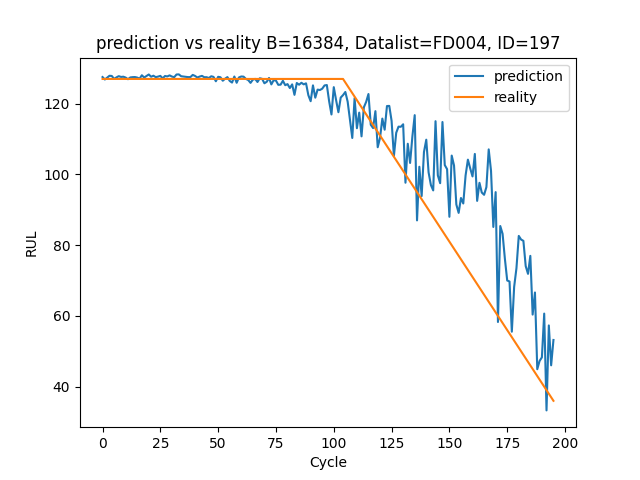 prediction vs reality B=16384, Datalist=FD004, ID=197
prediction
reality
RUL
120
100
80
60
40
0 25 50 75 100 125 150 175 200
Cycle